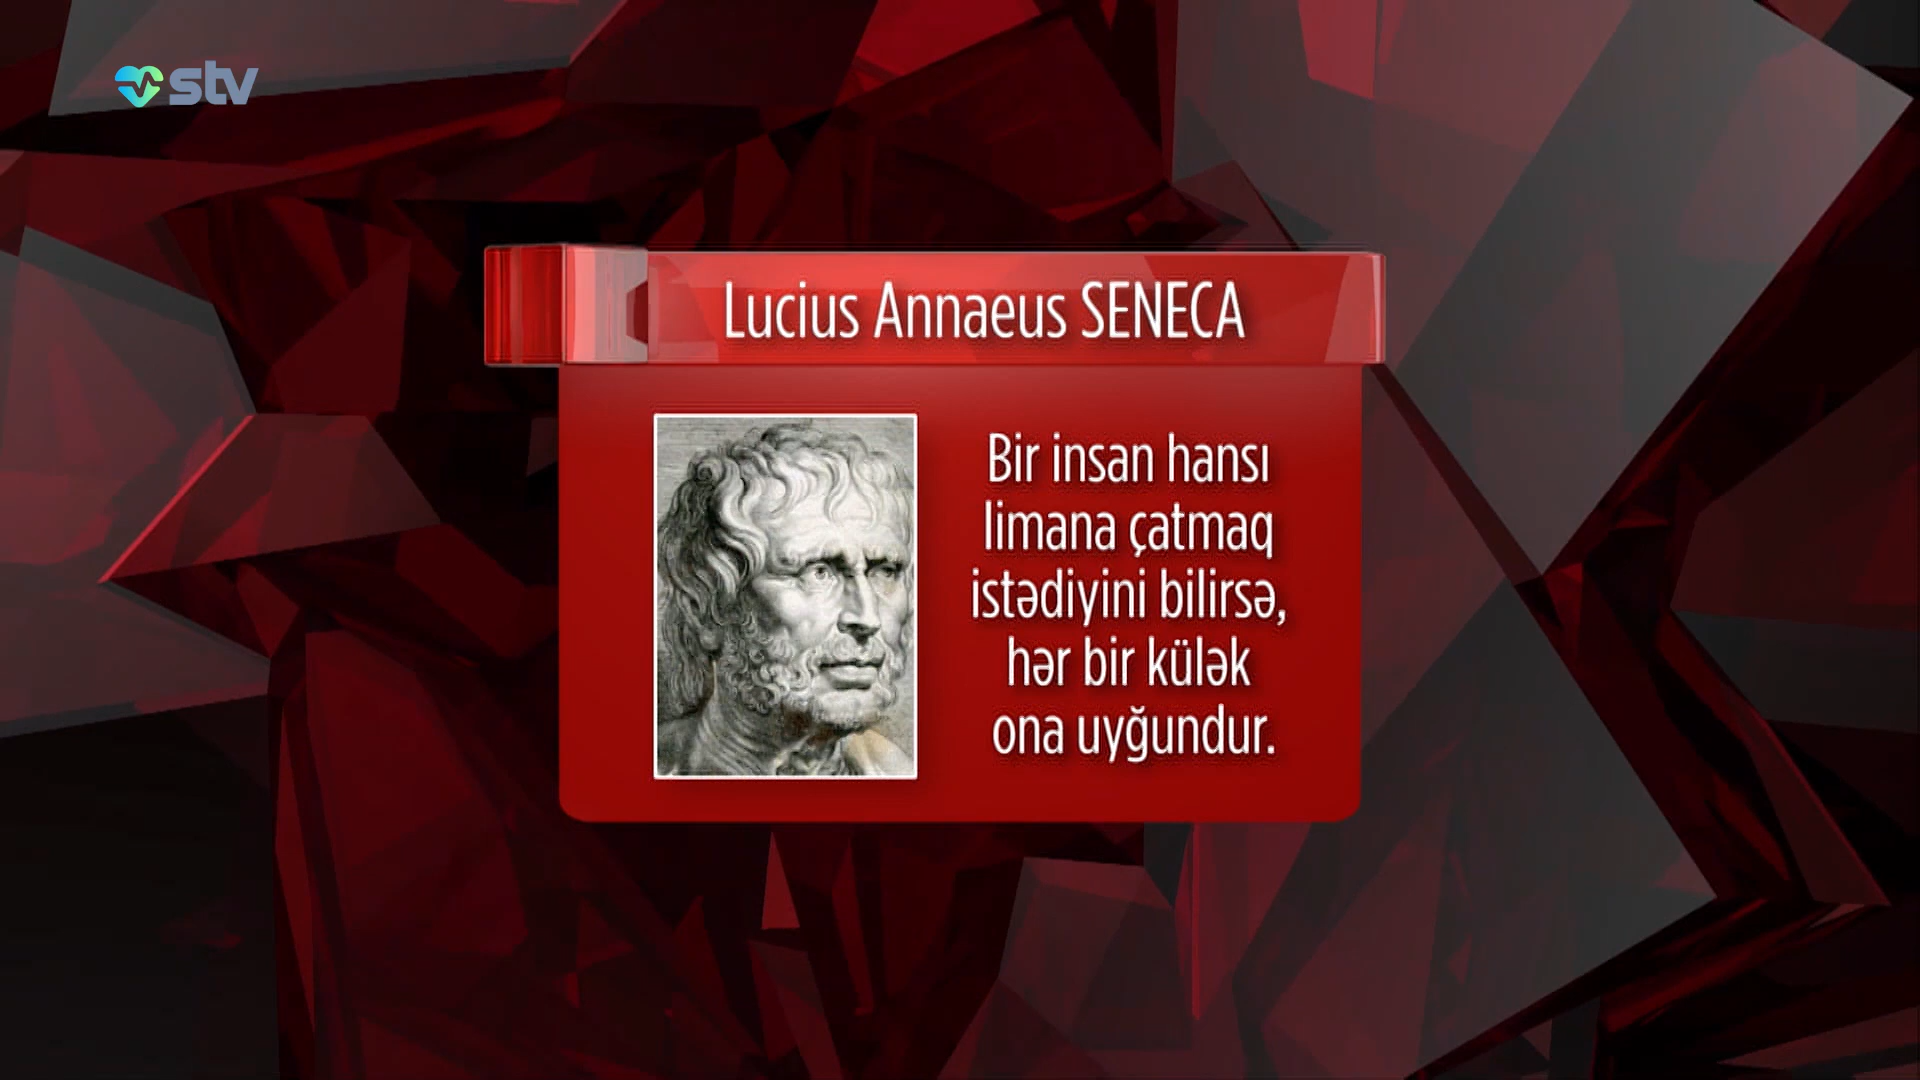 stv
Lucius Annaeus SENECA
Bir insan hansı
limana çatmaq
istədiyini bilirsə,
hər bir külək
ona uyğundur.